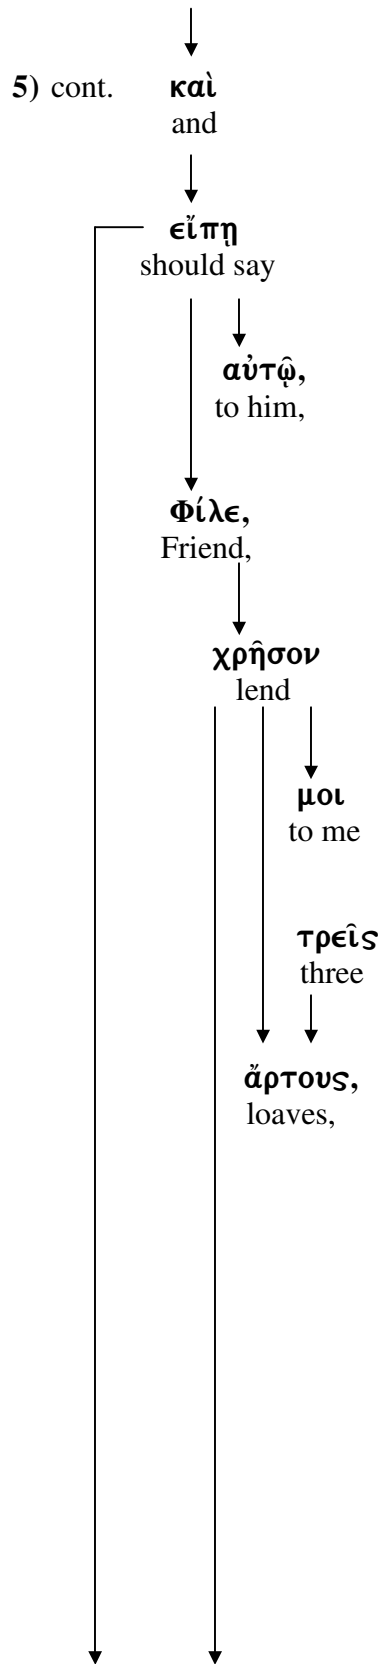 5) cont. καὶ
and
εἴπῃ
should say
αὐτῷ,
to him,
Φίλε,
Friend,
χρῆσον
lend
μοι
to me
τρεῖς
three
ἄρτους,
loaves,